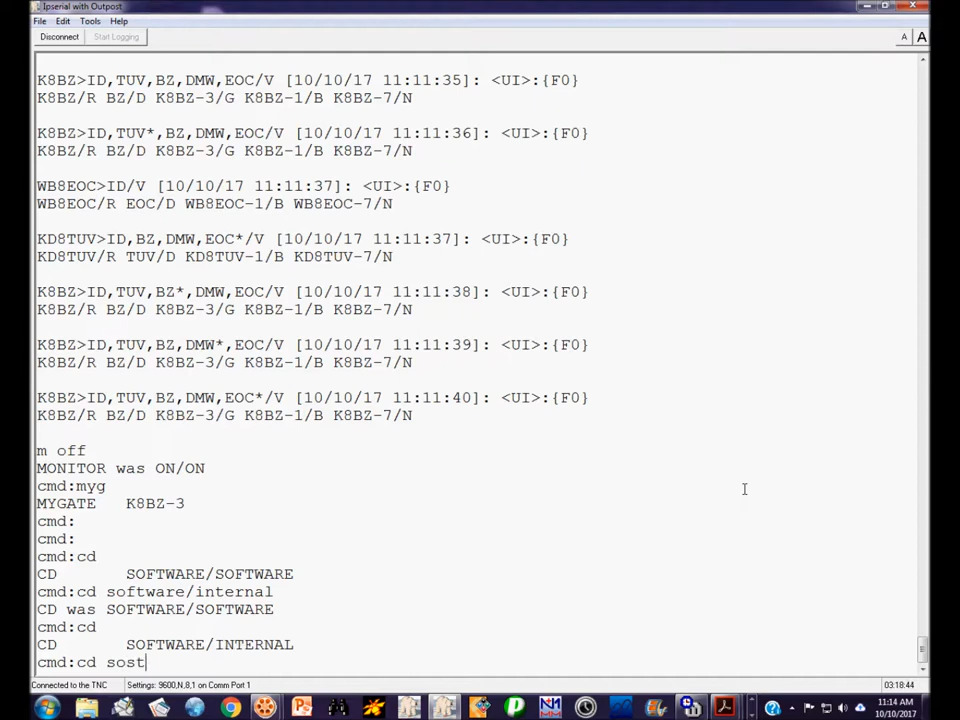 Ipserial with Outpost
File Edit Tools Help
Disconnect Start Logging A A
K8BZ>ID,TUV,BZ,DMW,EOC/V [10/10/17 11:11:35]: <UI>:{F0}
K8BZ/R BZ/D K8BZ-3/G K8BZ-1/B K8BZ-7/N
K8BZ>ID,TUV*,BZ,DMW,EOC/V [10/10/17 11:11:36]: <UI>:{F0}
K8BZ/R BZ/D K8BZ-3/G K8BZ-1/B K8BZ-7/N
WB8EOC>ID/V [10/10/17 11:11:37]: <UI>:{F0}
WB8EOC/R EOC/D WB8EOC-1/B WB8EOC-7/N
KD8TUV>ID,BZ,DMW,EOC*/V [10/10/17 11:11:37]: <UI>:{F0}
KD8TUV/R TUV/D KD8TUV-1/B KD8TUV-7/N
K8BZ>ID,TUV,BZ*,DMW,EOC/V [10/10/17 11:11:38]: <UI>:{F0}
K8BZ/R BZ/D K8BZ-3/G K8BZ-1/B K8BZ-7/N
K8BZ>ID,TUV,BZ,DMW*,EOC/V [10/10/17 11:11:39]: <UI>:{F0}
K8BZ/R BZ/D K8BZ-3/G K8BZ-1/B K8BZ-7/N
K8BZ>ID,TUV,BZ,DMW,EOC*/V [10/10/17 11:11:40]: <UI>:{F0}
K8BZ/R BZ/D K8BZ-3/G K8BZ-1/B K8BZ-7/N
m off
MONITOR was ON/ON
cmd:myg
MYGATE K8BZ-3
cmd:
cmd:
cmd:cd
CD SOFTWARE/SOFTWARE
cmd:cd software/internal
CD was SOFTWARE/SOFTWARE
cmd:cd
CD SOFTWARE/INTERNAL
cmd:cd sost
Connected to the TNC Settings: 9600,N,8,1 on Comm Port 1 03:18:44
11:14 AM
10/10/2017